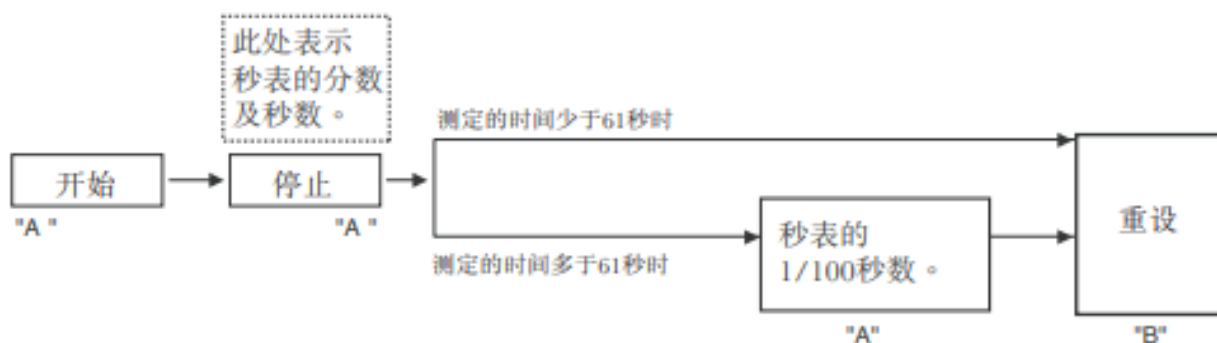 此处表示
秒表的分数
及秒数。
测定的时间少于61秒时
开始
停止
"A "
"A "
测定的时间多于61秒时
秒表的
1/100秒数。
"A"
重设
"B"